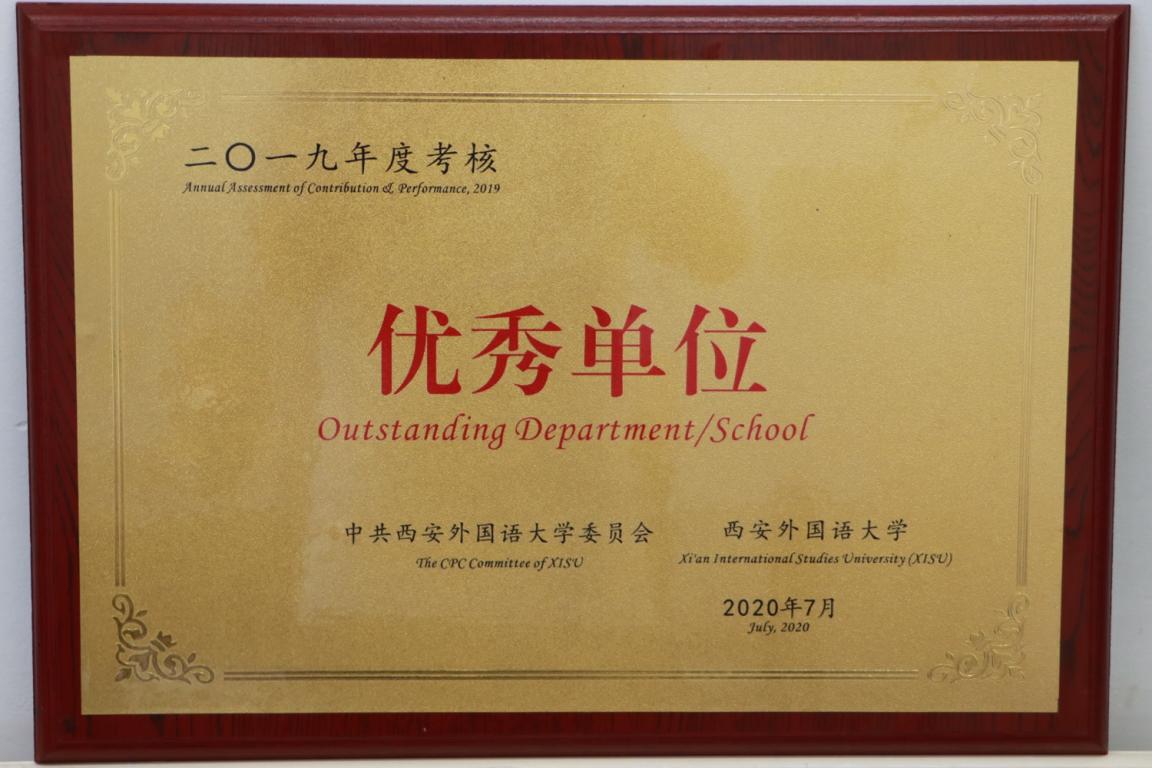 二〇一九年度考核
Annual Assessment of Contribution & Performance, 2019
优秀单位
Outstanding Department/School
中共西安外国语大学委员会
The CPC Committee of XISU
西安外国语大学
Xi'an International Studies University (XISU)
2020年7月
July, 2020